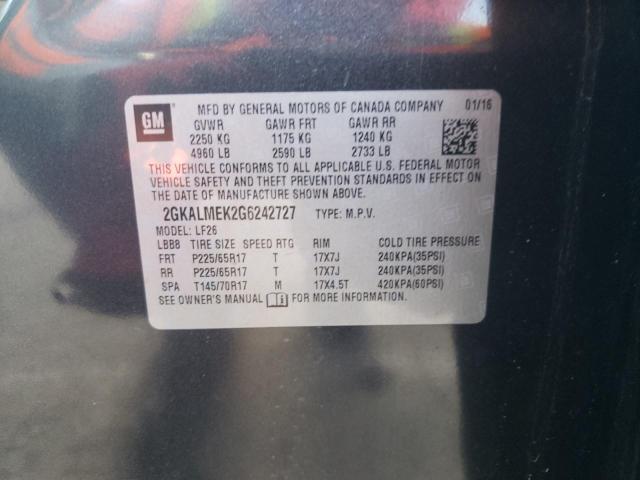 GM
MFD BY GENERAL MOTORS OF CANADA COMPANY 01/16
GVWR GAWR FRT GAWR RR
2250 KG 1175 KG 1240 KG
4960 LB 2590 LB 2733 LB
THIS VEHICLE CONFORMS TO ALL APPLICABLE U.S. FEDERAL MOTOR
VEHICLE SAFETY AND THEFT PREVENTION STANDARDS IN EFFECT ON
THE DATE OF MANUFACTURE SHOWN ABOVE.
2GKALMEK2G6242727 TYPE: M.P.V.
MODEL: LF26
LBBB TIRE SIZE SPEED RTG RIM COLD TIRE PRESSURE
FRT P225/65R17 T 17X7J 240KPA(35PSI)
RR P225/65R17 T 17X7J 240KPA(35PSI)
SPA T145/70R17 M 17X4.5T 420KPA(60PSI)
SEE OWNER'S MANUAL FOR MORE INFORMATION.